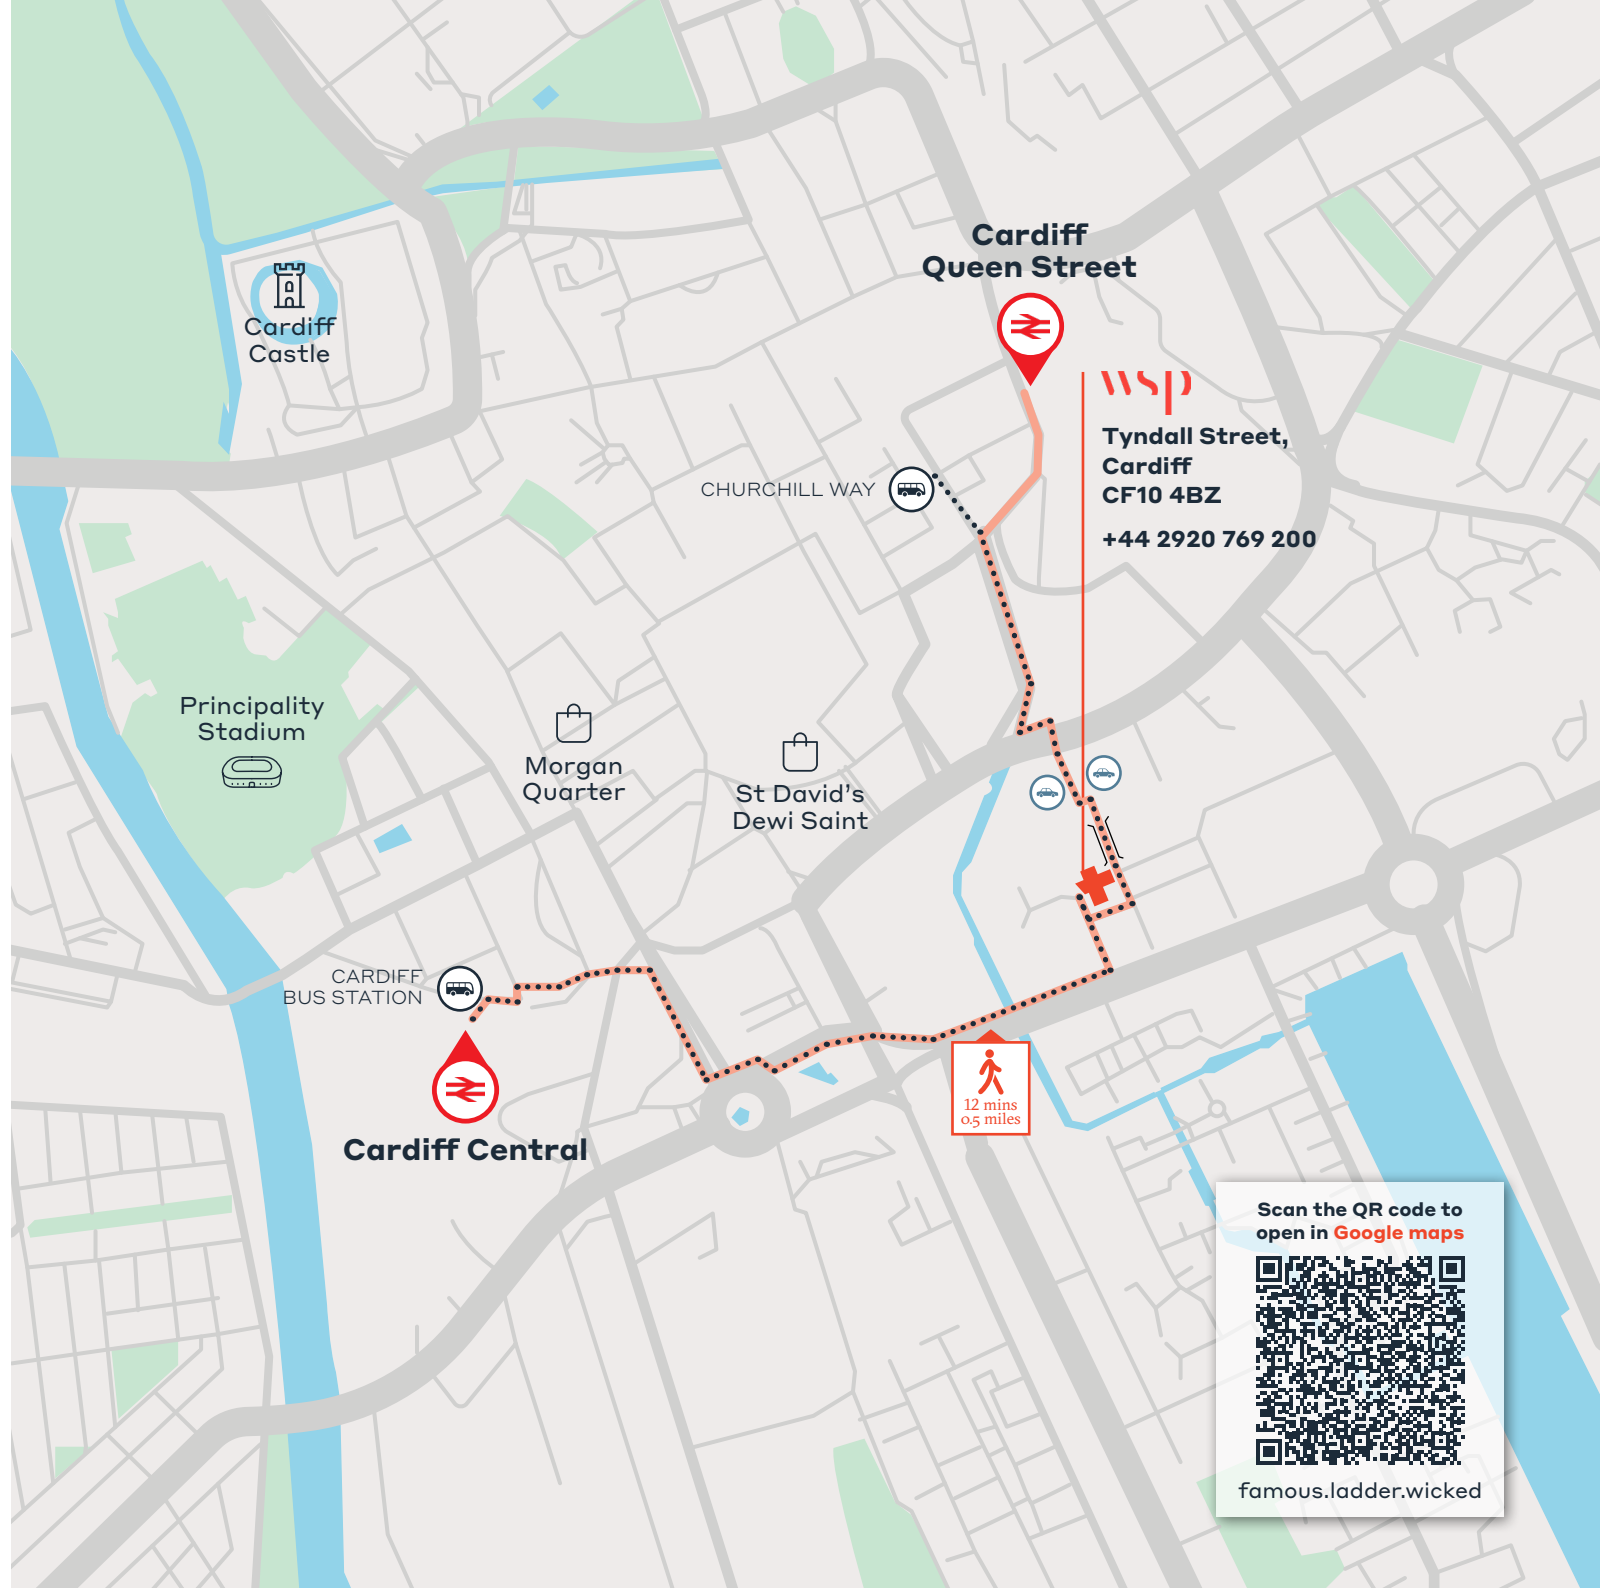 Cardiff
Queen Street
Cardiff
Castle
wsp
Tyndall Street,
Cardiff
CF10 4BZ
+44 2920 769 200
CHURCHILL WAY
Principality
Stadium
Morgan
Quarter
St David's
Dewi Saint
CARDIFF
BUS STATION
Cardiff Central
12 mins
0.5 miles
Scan the QR code to
open in Google maps
famous.ladder.wicked